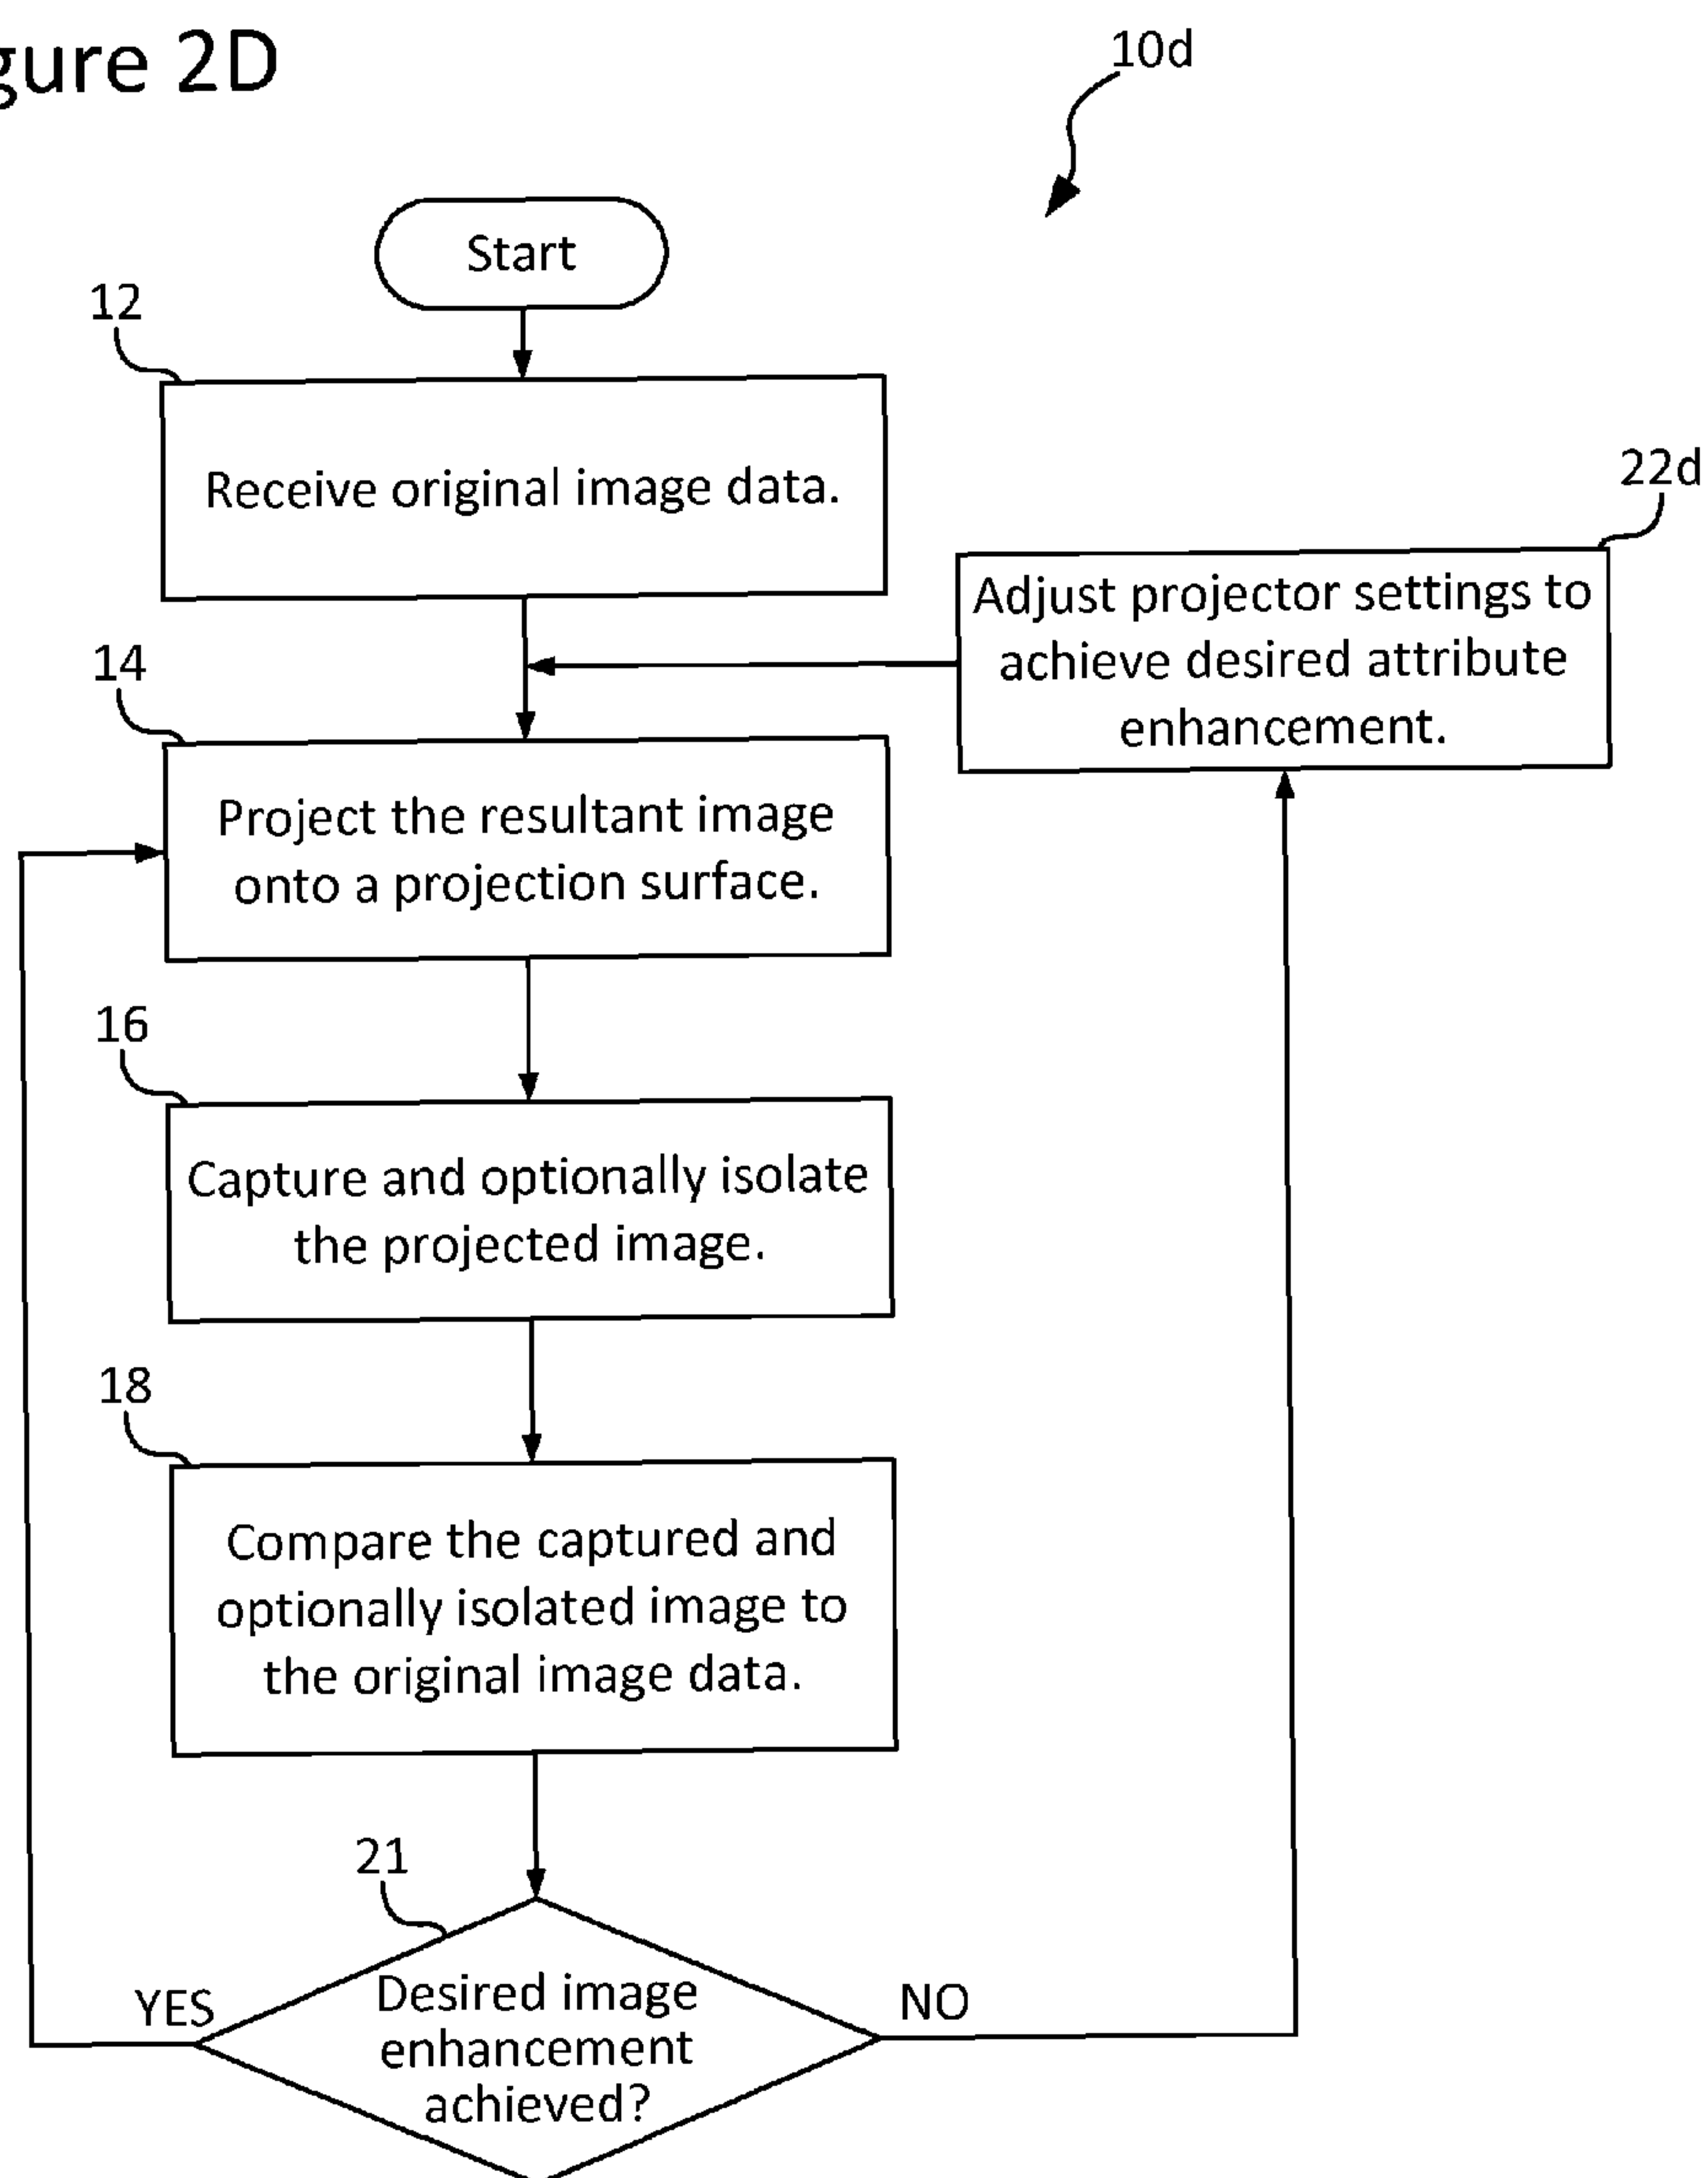 gure 2D
10d
Start
12
Receive original image data.
22d
Adjust projector settings to
achieve desired attribute
enhancement.
14
Project the resultant image
onto a projection surface.
16
Capture and optionally isolate
the projected image.
18
Compare the captured and
optionally isolated image to
the original image data.
21
YES
Desired image
enhancement
achieved?
NO